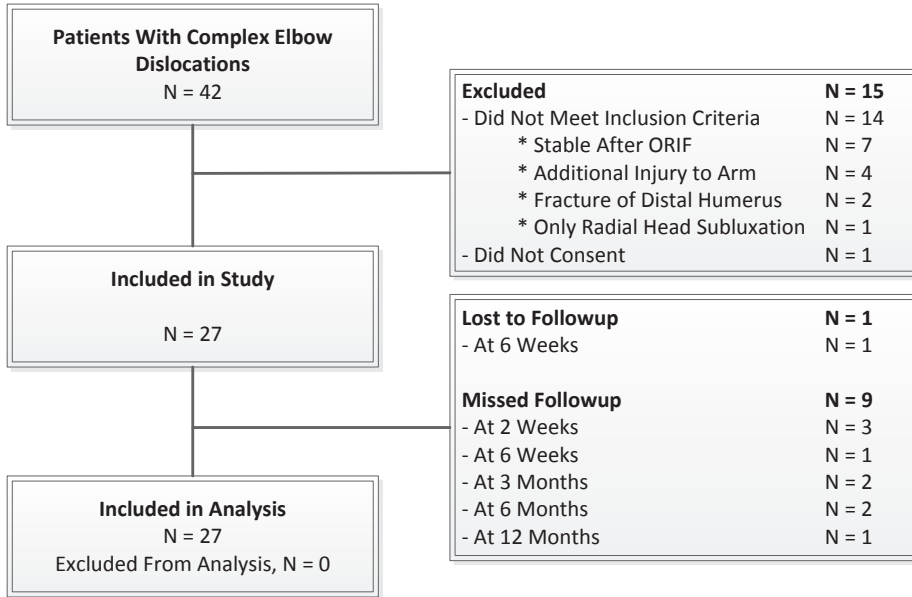 Patients With Complex Elbow
Dislocations
N = 42
Excluded N = 15
- Did Not Meet Inclusion Criteria N = 14
* Stable After ORIF N = 7
* Additional Injury to Arm N = 4
* Fracture of Distal Humerus N = 2
* Only Radial Head Subluxation N = 1
- Did Not Consent N = 1
Included in Study
N = 27
Lost to Followup N = 1
- At 6 Weeks N = 1
Missed Followup N = 9
- At 2 Weeks N = 3
- At 6 Weeks N = 1
- At 3 Months N = 2
- At 6 Months N = 2
- At 12 Months N = 1
Included in Analysis
N = 27
Excluded From Analysis, N = 0